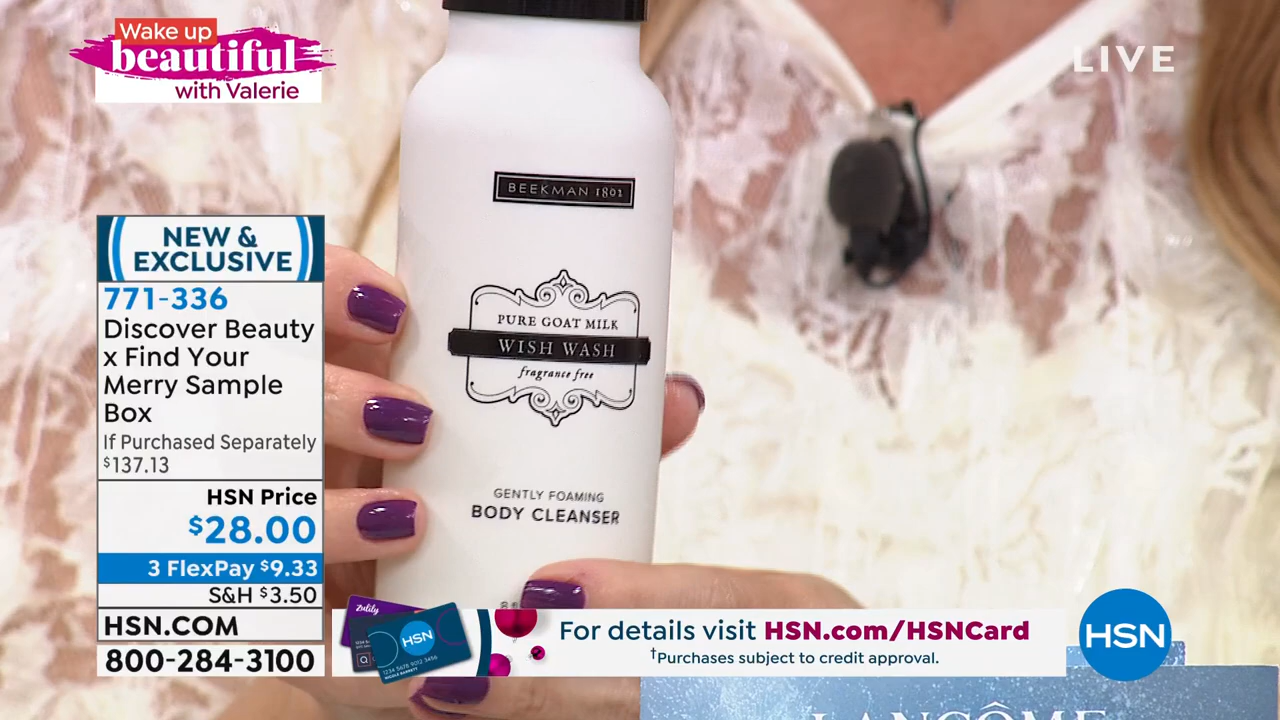 Wake up
beautiful
with Valerie
LIVE
NEW &
EXCLUSIVE
771-336
Discover Beauty
x Find Your
Merry Sample
Box
If Purchased Separately
$137.13
HSN Price
$28.00
3 FlexPay $9.33
S&H $3.50
HSN.COM
800-284-3100
BEEKMAN 1802
PURE GOAT MILK
WISH WASH
fragrance free
GENTLY FOAMING
BODY CLEANSER
Zulily
HSN
For details visit HSN.com/HSNCard
†Purchases subject to credit approval.
HSN
LANCÔME